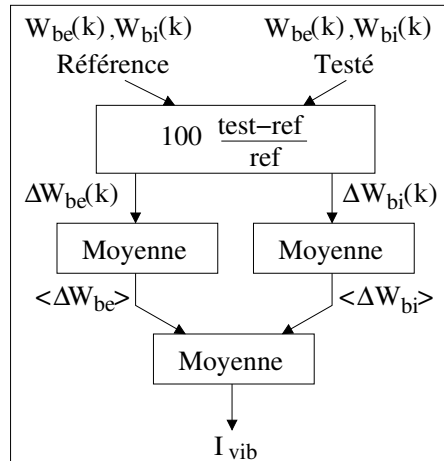 W_be(k) ,W_bi(k) W_be(k) ,W_bi(k)
Référence Testé
100 test−ref
ref
ΔW_be(k) ΔW_bi(k)
Moyenne Moyenne
<ΔW_be> <ΔW_bi>
Moyenne
I_vib